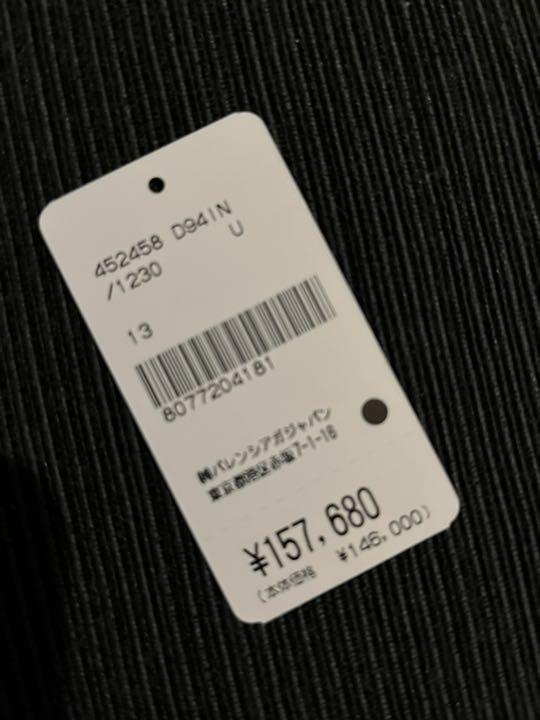 452458 D94IN
/1230 U
13
8077204181
㈱バレンシアガジャパン
東京都港区赤坂7-1-16
¥157,680
(本体価格 ¥146,000)